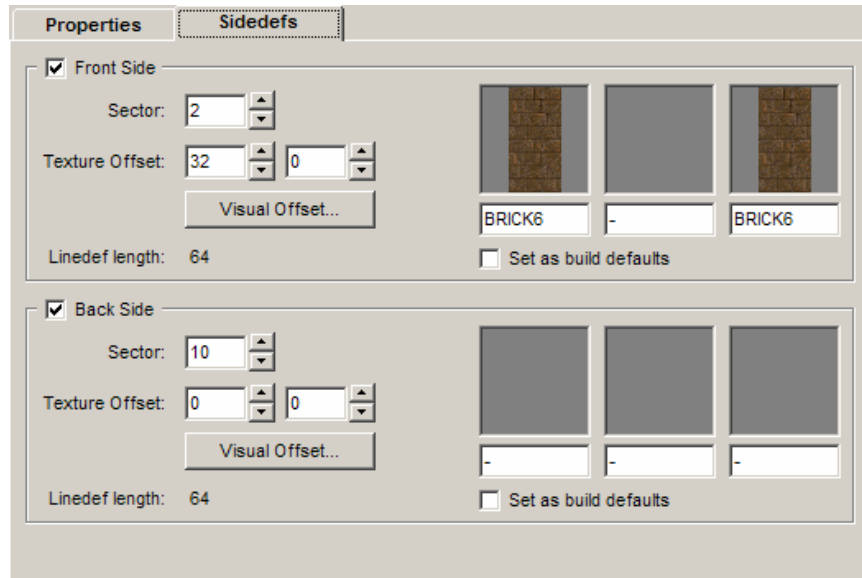 Properties Sidedefs
Front Side
Sector: 2
Texture Offset: 32 0
Visual Offset...
BRICK6 - BRICK6
Linedef length: 64
Set as build defaults
Back Side
Sector: 10
Texture Offset: 0 0
Visual Offset...
- - -
Linedef length: 64
Set as build defaults